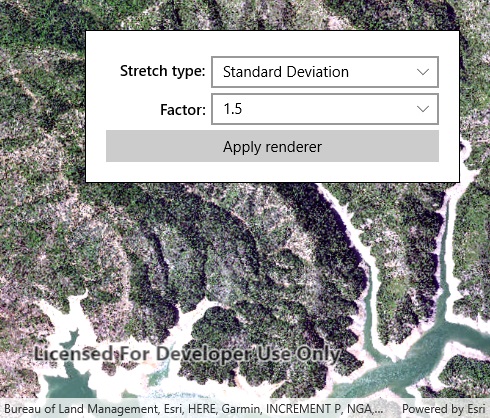 Stretch type: Standard Deviation
Factor: 1.5
Apply renderer
Licensed For Developer Use Only
Bureau of Land Management, Esri, HERE, Garmin, INCREMENT P, NGA,... Powered by Esri